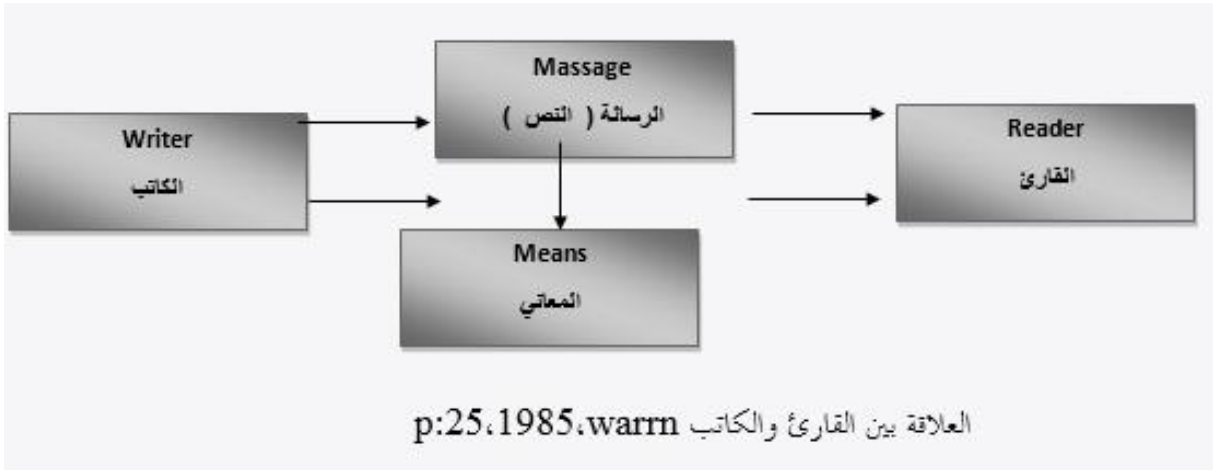 Massage
الرسالة ( النص )
Writer
الكاتب
Reader
القارئ
Means
المعاني
العلاقة بين القارئ والكاتب p:25،1985،warrn